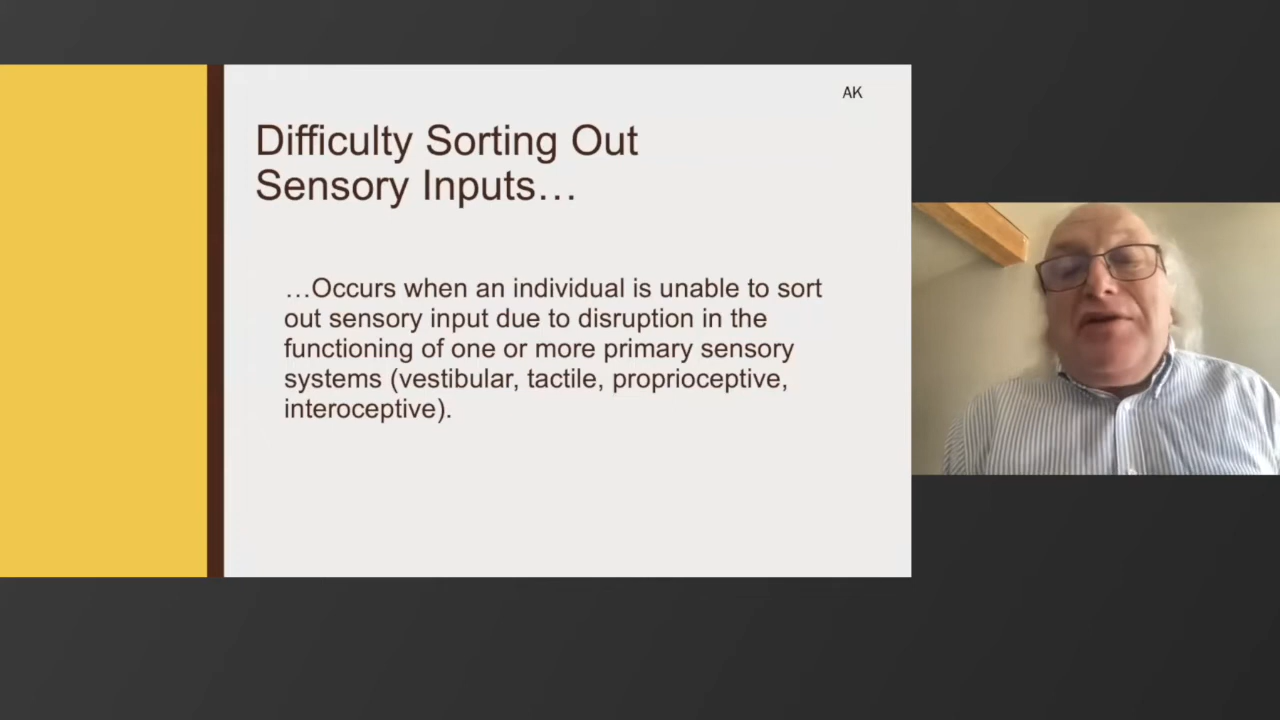 AK
Difficulty Sorting Out
Sensory Inputs…
…Occurs when an individual is unable to sort
out sensory input due to disruption in the
functioning of one or more primary sensory
systems (vestibular, tactile, proprioceptive,
interoceptive).